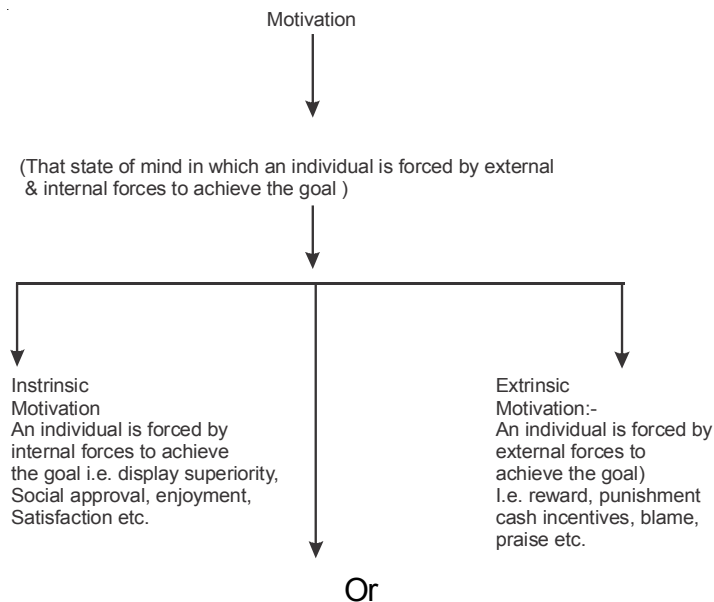 Motivation
(That state of mind in which an individual is forced by external
& internal forces to achieve the goal )
Instrinsic
Motivation
An individual is forced by
internal forces to achieve
the goal i.e. display superiority,
Social approval, enjoyment,
Satisfaction etc.
Extrinsic
Motivation:-
An individual is forced by
external forces to
achieve the goal)
I.e. reward, punishment
cash incentives, blame,
praise etc.
Or